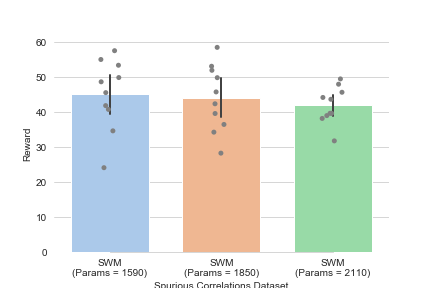 60
50
40
30
20
10
0
Reward
SWM
(Params = 1590)
SWM
(Params = 1850)
SWM
(Params = 2110)
Spurious Correlations Dataset